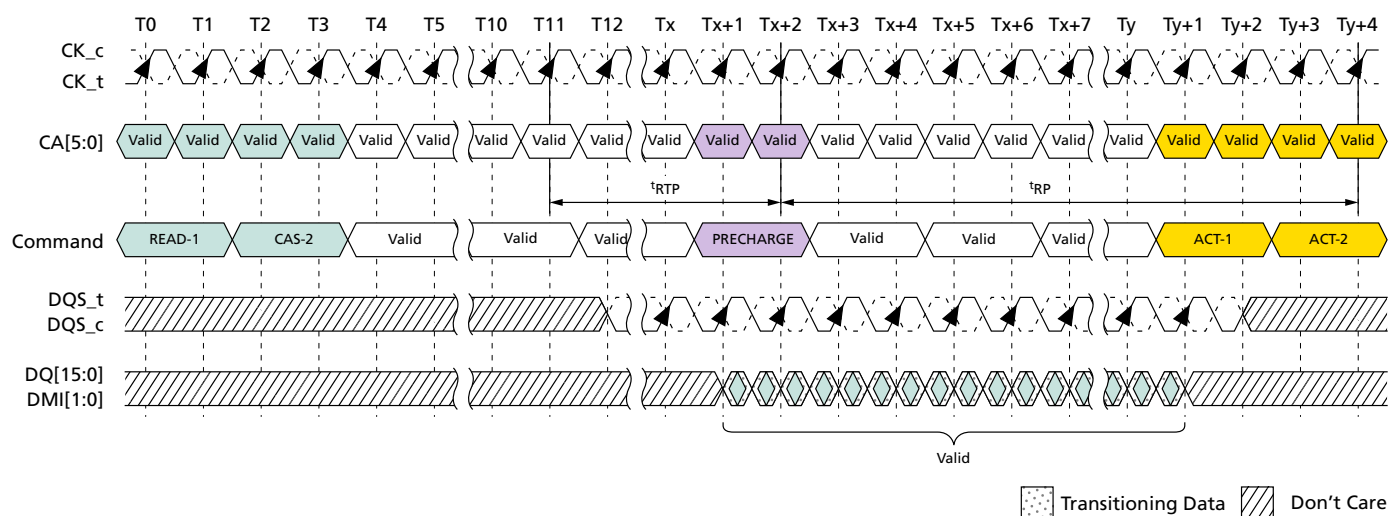 T0 T1 T2 T3 T4 T5 T10 T11 T12 Tx Tx+1 Tx+2 Tx+3 Tx+4 Tx+5 Tx+6 Tx+7 Ty Ty+1 Ty+2 Ty+3 Ty+4
CK_c
CK_t
CA[5:0] Valid Valid Valid Valid Valid Valid Valid Valid Valid Valid Valid Valid Valid Valid Valid Valid Valid Valid Valid Valid Valid Valid
tRTP tRP
Command READ-1 CAS-2 Valid Valid Valid PRECHARGE Valid Valid Valid ACT-1 ACT-2
DQS_t
DQS_c
DQ[15:0]
DMI[1:0]
Valid
Transitioning Data Don't Care